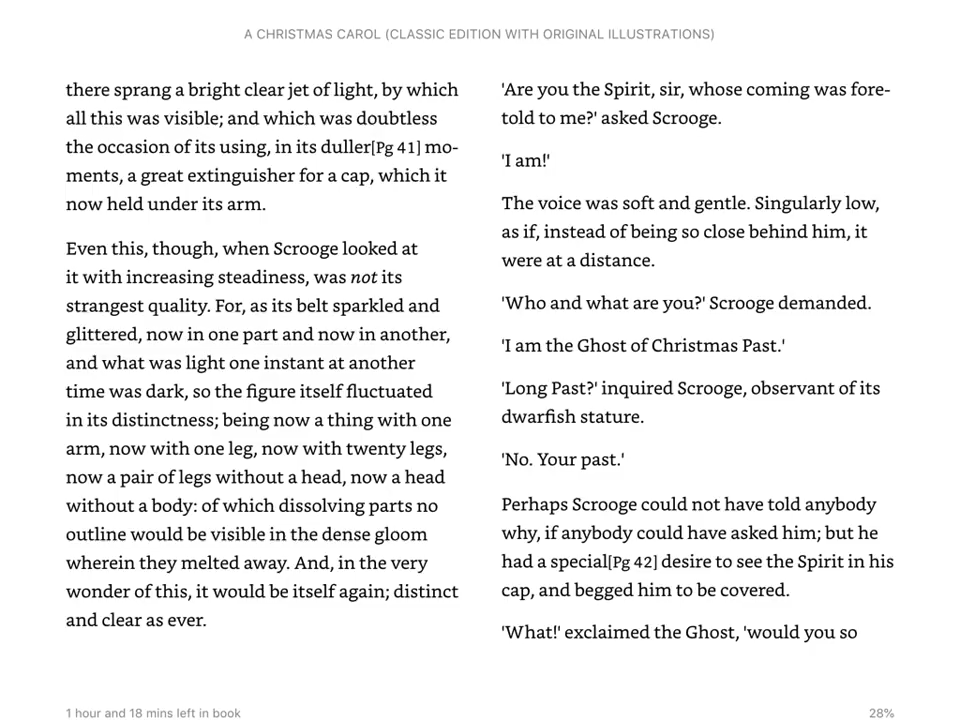 A CHRISTMAS CAROL (CLASSIC EDITION WITH ORIGINAL ILLUSTRATIONS)
there sprang a bright clear jet of light, by which
all this was visible; and which was doubtless
the occasion of its using, in its duller[Pg 41] mo-
ments, a great extinguisher for a cap, which it
now held under its arm.
Even this, though, when Scrooge looked at
it with increasing steadiness, was not its
strangest quality. For, as its belt sparkled and
glittered, now in one part and now in another,
and what was light one instant at another
time was dark, so the figure itself fluctuated
in its distinctness; being now a thing with one
arm, now with one leg, now with twenty legs,
now a pair of legs without a head, now a head
without a body: of which dissolving parts no
outline would be visible in the dense gloom
wherein they melted away. And, in the very
wonder of this, it would be itself again; distinct
and clear as ever.
'Are you the Spirit, sir, whose coming was fore-
told to me?' asked Scrooge.
'I am!'
The voice was soft and gentle. Singularly low,
as if, instead of being so close behind him, it
were at a distance.
'Who and what are you?' Scrooge demanded.
'I am the Ghost of Christmas Past.'
'Long Past?' inquired Scrooge, observant of its
dwarfish stature.
'No. Your past.'
Perhaps Scrooge could not have told anybody
why, if anybody could have asked him; but he
had a special[Pg 42] desire to see the Spirit in his
cap, and begged him to be covered.
'What!' exclaimed the Ghost, 'would you so
1 hour and 18 mins left in book
28%